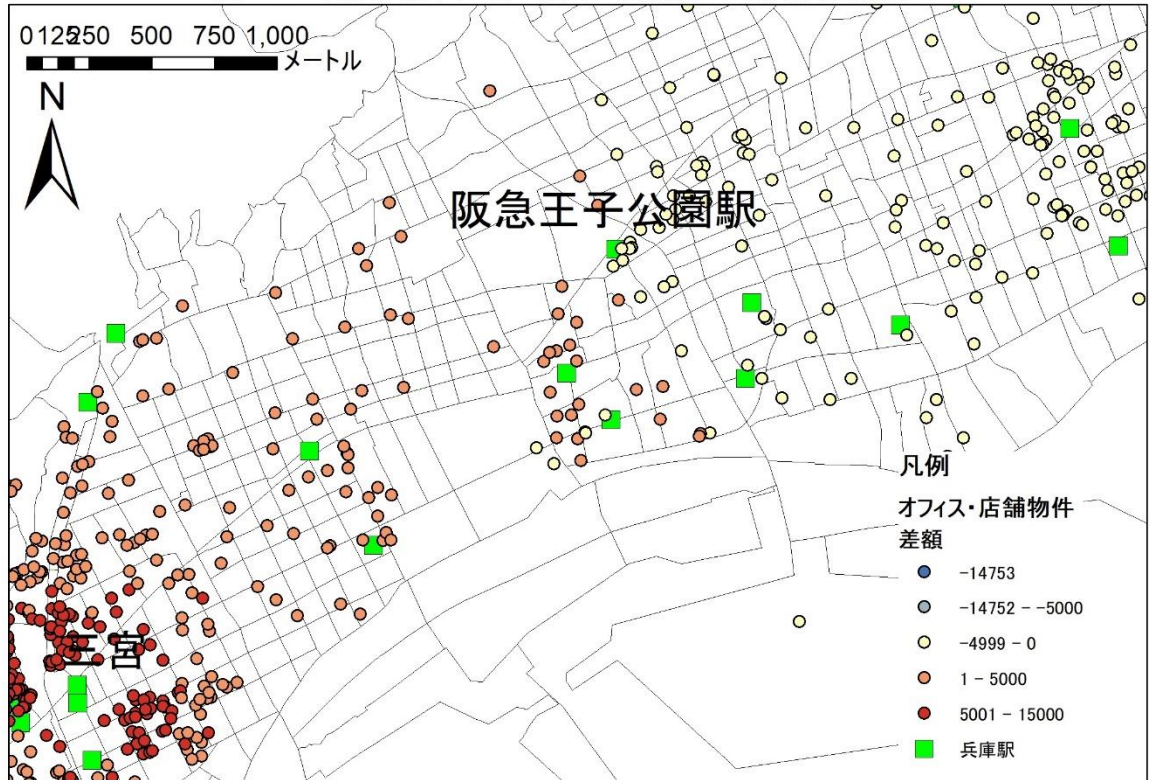 0 125 250 500 750 1,000
メートル
N
阪急王子公園駅
三宮
凡例
オフィス・店舗物件
差額
-14753
-14752 - -5000
-4999 - 0
1 - 5000
5001 - 15000
兵庫駅